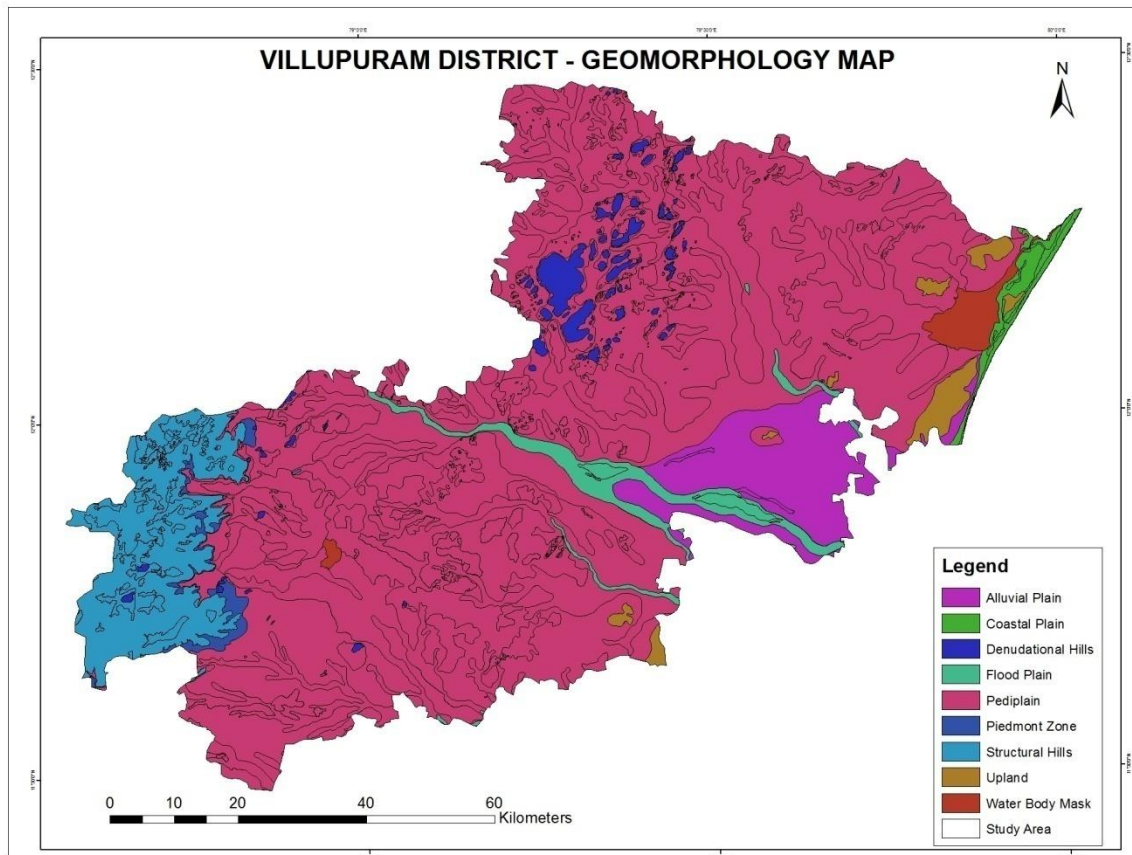 VILLUPURAM DISTRICT - GEOMORPHOLOGY MAP
N
Legend
Alluvial Plain
Coastal Plain
Denudational Hills
Flood Plain
Pediplain
Piedmont Zone
Structural Hills
Upland
Water Body Mask
Study Area
0 10 20 40 60
Kilometers